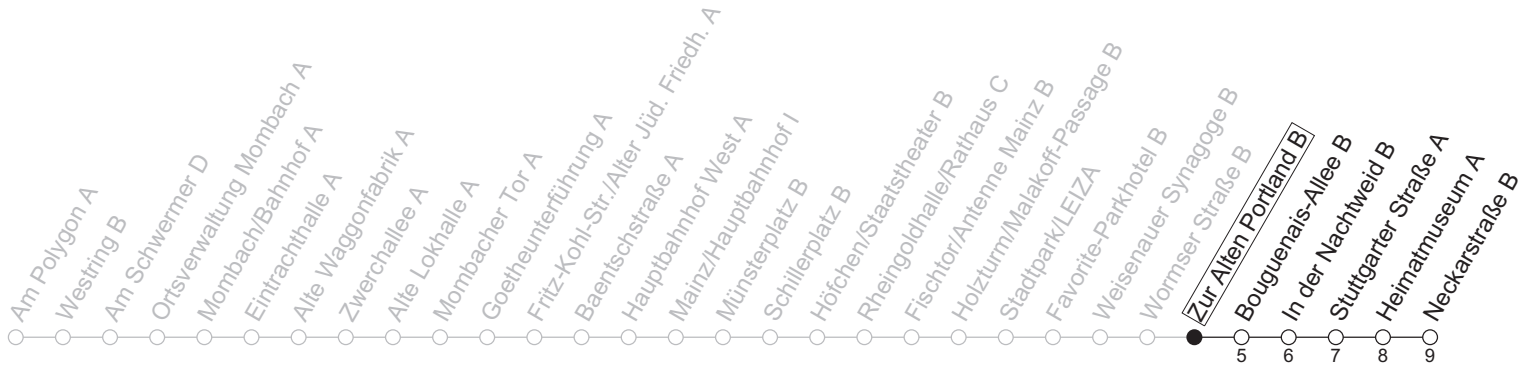 Am Polygon A
Westring B
Am Schwermer D
Ortsverwaltung Mombach A
Mombach/Bahnhof A
Eintrachthalle A
Alte Waggonfabrik A
Zwerchallee A
Alte Lokhalle A
Mombacher Tor A
Goetheunterführung A
Fritz-Kohl-Str./Alter Jüd. Friedh. A
Baentschstraße A
Hauptbahnhof West A
Mainz/Hauptbahnhof I
Münsterplatz B
Schillerplatz B
Höfchen/Staatstheater B
Rheingoldhalle/Rathaus C
Fischtor/Antenne Mainz B
Holzturm/Malakoff-Passage B
Stadtpark/LEIZA
Favorite-Parkhotel B
Weisenauer Synagoge B
Wormser Straße B
Zur Alten Portland B
Bouguenais-Allee B
In der Nachtweid B
Stuttgarter Straße A
Heimatmuseum A
Neckarstraße B
5 6 7 8 9